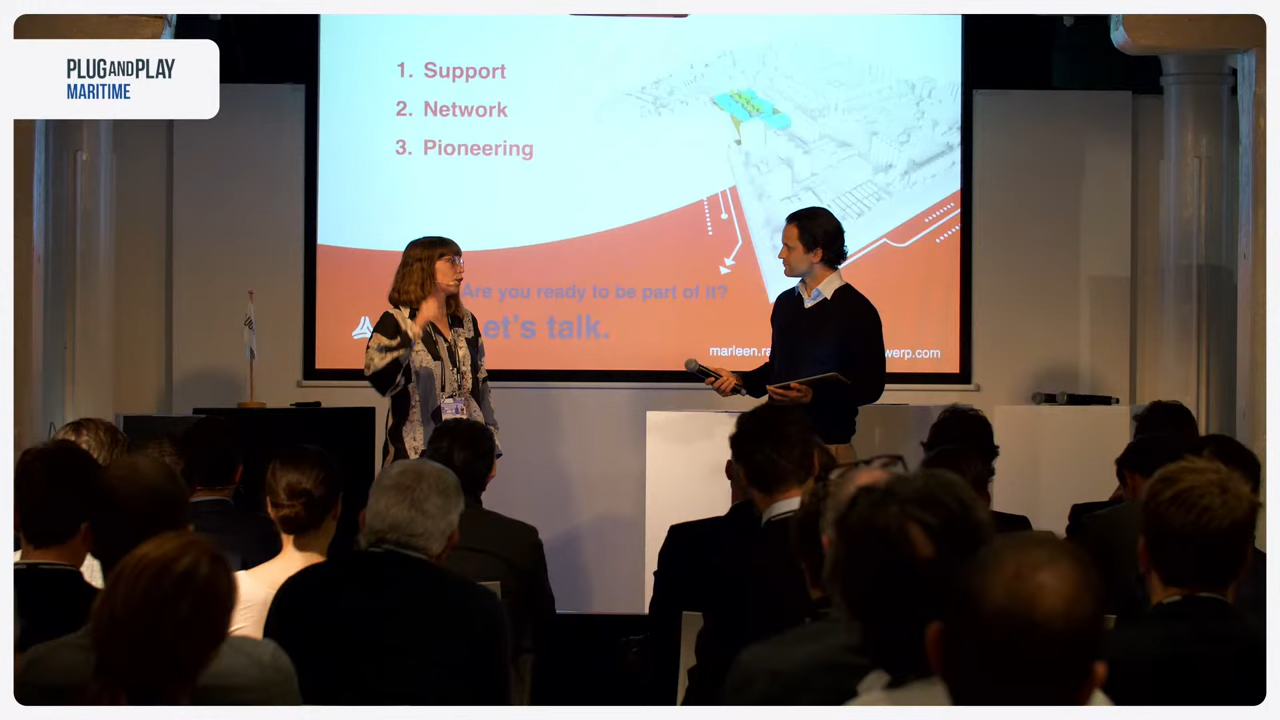 PLUGANDPLAY
MARITIME
1. Support
2. Network
3. Pioneering
Are you ready to be part of it?
et's talk.
marleen.ra
werp.com